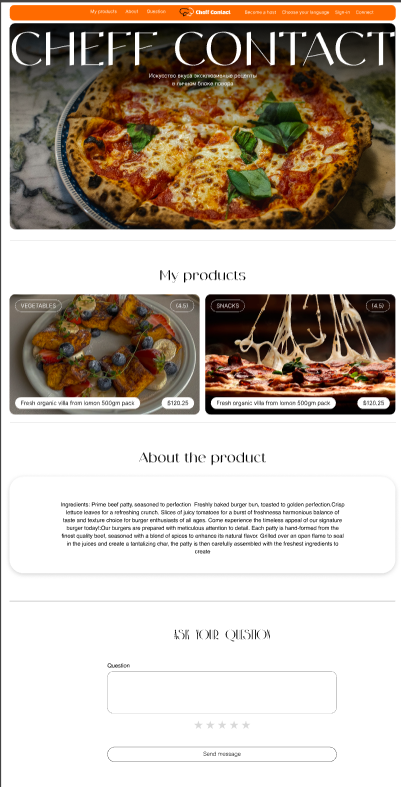 My products About Question Cheff Contact Become a host Choose your language Sign in Contact
CHEFF CONTACT
Искусство вкуса эксклюзивные рецепты
в личном блоке повора
My products
VEGETABLES (4.5)
Fresh organic villa from lomon 500gm pack $120.25
SNACKS (4.5)
Fresh organic villa from lomon 500gm pack $120.25
About the product
Ingredients: Prime beef patty, seasoned to perfection Freshly baked burger bun, toasted to golden perfection.Crisp
lettuce leaves for a refreshing crunch. Slices of juicy tomatoes for a burst of freshness harmonious balance of
taste and texture choice for burger enthusiasts of all ages. Come experience the timeless appeal of our signature
burger today!.Our burgers are prepared with meticulous attention to detail. Each patty is hand-formed from the
finest quality beef, seasoned with a blend of spices to enhance its natural flavor. Grilled over an open flame to seal
in the juices and create a tantalizing char, the patty is then carefully assembled with the freshest ingredients to
create
ASK YOUR QUESTION
Question
Send message